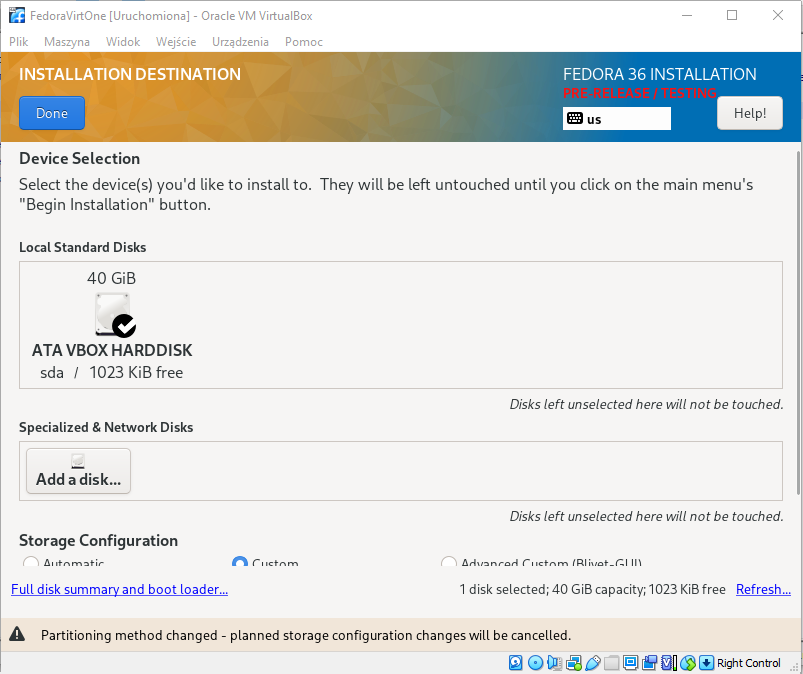 FedoraVirtOne [Uruchomiona] - Oracle VM VirtualBox
Plik Maszyna Widok Wejście Urządzenia Pomoc
INSTALLATION DESTINATION
FEDORA 36 INSTALLATION
PRE-RELEASE / TESTING
Done
us
Help!
Device Selection
Select the device(s) you'd like to install to. They will be left untouched until you click on the main menu's
"Begin Installation" button.
Local Standard Disks
40 GiB
ATA VBOX HARDDISK
sda / 1023 KiB free
Disks left unselected here will not be touched.
Specialized & Network Disks
Add a disk...
Disks left unselected here will not be touched.
Storage Configuration
Automatic Custom Advanced Custom (Blivet-GUI)
Full disk summary and boot loader... 1 disk selected; 40 GiB capacity; 1023 KiB free Refresh...
Partitioning method changed - planned storage configuration changes will be cancelled.
Right Control